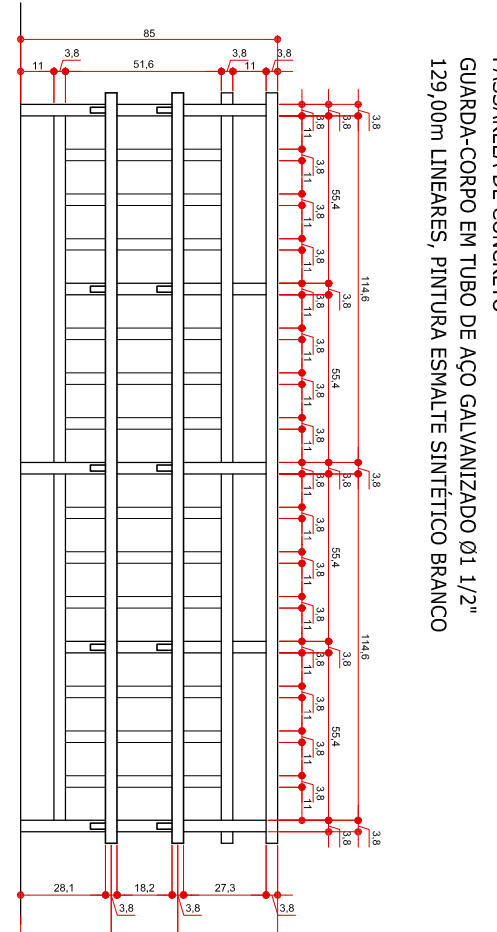 PASSARELA DE CONCRETO
GUARDA-CORPO EM TUBO DE AÇO GALVANIZADO Ø1 1/2"
129,00m LINEARES, PINTURA ESMALTE SINTÉTICO BRANCO
3,8 114,6 3,8 114,6 3,8
3,8 55,4 3,8 55,4 3,8 55,4 3,8 55,4 3,8
3,8 11 3,8 11 3,8 11 3,8 11 3,8 11 3,8 11 3,8 11 3,8 11 3,8 11 3,8 11 3,8 11 3,8 11 3,8 11 3,8 11 3,8 11 3,8 11
85
11 3,8 51,6 3,8 11 3,8
28,1 3,8 18,2 3,8 27,3 3,8